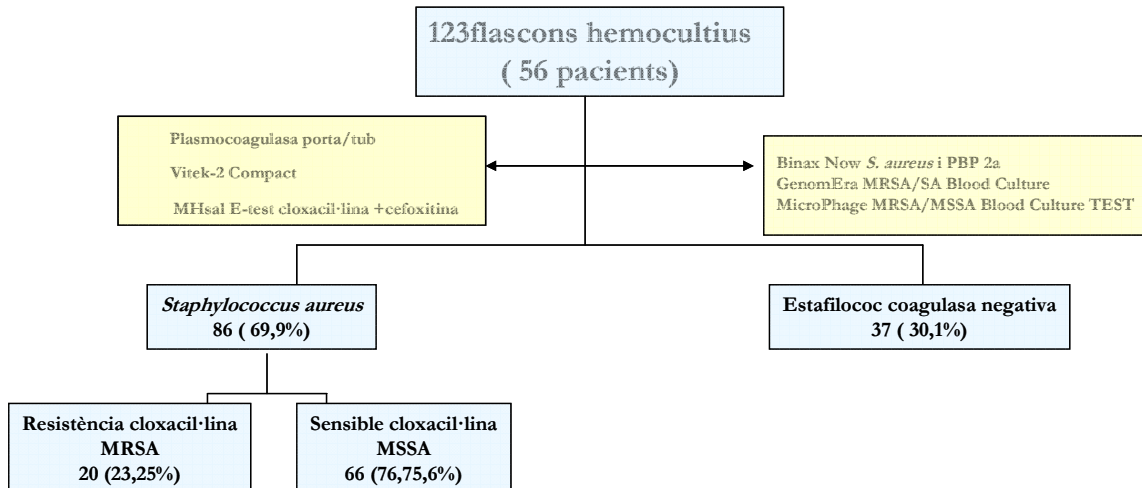 123flascons hemocultius
( 56 pacients)
Plasmocoagulasa porta/tub
Vitek-2 Compact
MHsal E-test cloxacil·lina +cefoxitina
Binax Now S. aureus i PBP 2a
GenomEra MRSA/SA Blood Culture
MicroPhage MRSA/MSSA Blood Culture TEST
Staphylococcus aureus
86 ( 69,9%)
Estafilococ coagulasa negativa
37 ( 30,1%)
Resistència cloxacil·lina
MRSA
20 (23,25%)
Sensible cloxacil·lina
MSSA
66 (76,75,6%)